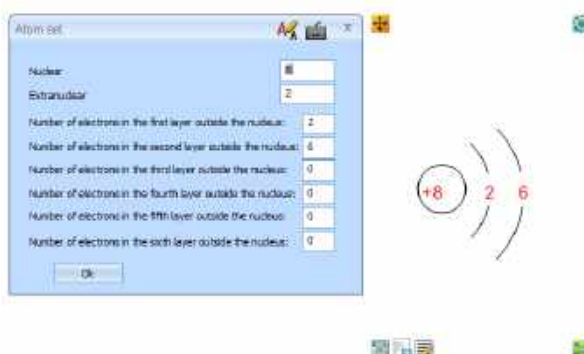 Atom set x
Nuclear
Extranuclear 2
Number of electrons in the first layer outside the nucleus: 2
Number of electrons in the second layer outside the nucleus: 6
Number of electrons in the third layer outside the nucleus: 0
Number of electrons in the fourth layer outside the nucleus: 0
Number of electrons in the fifth layer outside the nucleus: 0
Number of electrons in the sixth layer outside the nucleus: 0
Ok
+8 2 6